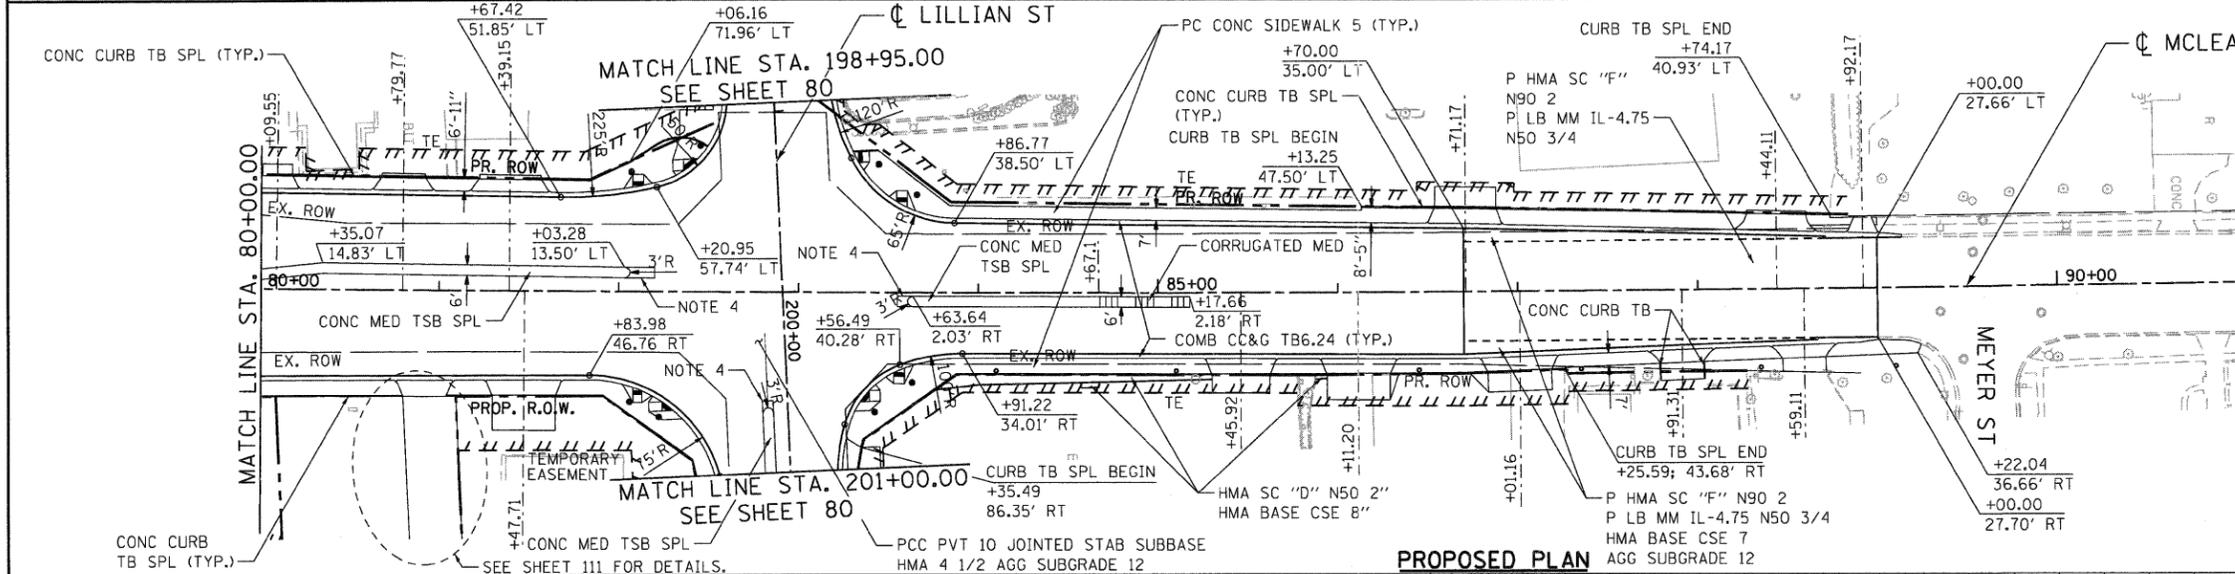 +67.42
51.85' LT
+06.16
71.96' LT
℄ LILLIAN ST
PC CONC SIDEWALK 5 (TYP.)
CURB TB SPL END
+74.17
40.93' LT
℄ MCLEA
CONC CURB TB SPL (TYP.)
+79.77
+39.15
MATCH LINE STA. 198+95.00
SEE SHEET 80
+70.00
35.00' LT
P HMA SC "F"
N90 2
P LB MM IL-4.75
N50 3/4
+92.17
+00.00
27.66' LT
+09.55
6'-11"
TE
225'R
50'R
120'R
CONC CURB TB SPL
(TYP.)
CURB TB SPL BEGIN
+13.25
47.50' LT
+71.17
+44.11
PR. ROW
+86.77
38.50' LT
TE
PR. ROW
CONC
MATCH LINE STA. 80+00.00
EX. ROW
+35.07
14.83' LT
+03.28
13.50' LT
3'R
+20.95
57.74' LT
65'R
EX. ROW
7'
NOTE 4
CONC MED
TSB SPL
+67.1
CORRUGATED MED
8'-5"
80+00
85+00
90+00
6'
NOTE 4
CONC MED TSB SPL
200+00
3'R
6'
+17.66
2.18' RT
CONC CURB TB
+83.98
46.76 RT
+56.49
40.28' RT
+63.64
2.03' RT
COMB CC&G TB6.24 (TYP.)
EX. ROW
EX. ROW
NOTE 4
3'R
PR. ROW
MEYER ST
PROP. R.O.W.
TE
7'
+91.22
34.01' RT
+45.92
+11.20
+91.31
+59.11
TEMPORARY
EASEMENT
75'R
CURB TB SPL END
+25.59; 43.68' RT
+22.04
36.66' RT
MATCH LINE STA. 201+00.00
SEE SHEET 80
CURB TB SPL BEGIN
+35.49
86.35' RT
HMA SC "D" N50 2"
HMA BASE CSE 8"
+01.16
P HMA SC "F" N90 2
P LB MM IL-4.75 N50 3/4
HMA BASE CSE 7
AGG SUBGRADE 12
+00.00
27.70' RT
+47.71
CONC CURB
TB SPL (TYP.)
CONC MED TSB SPL
SEE SHEET 111 FOR DETAILS.
PCC PVT 10 JOINTED STAB SUBBASE
HMA 4 1/2 AGG SUBGRADE 12
PROPOSED PLAN